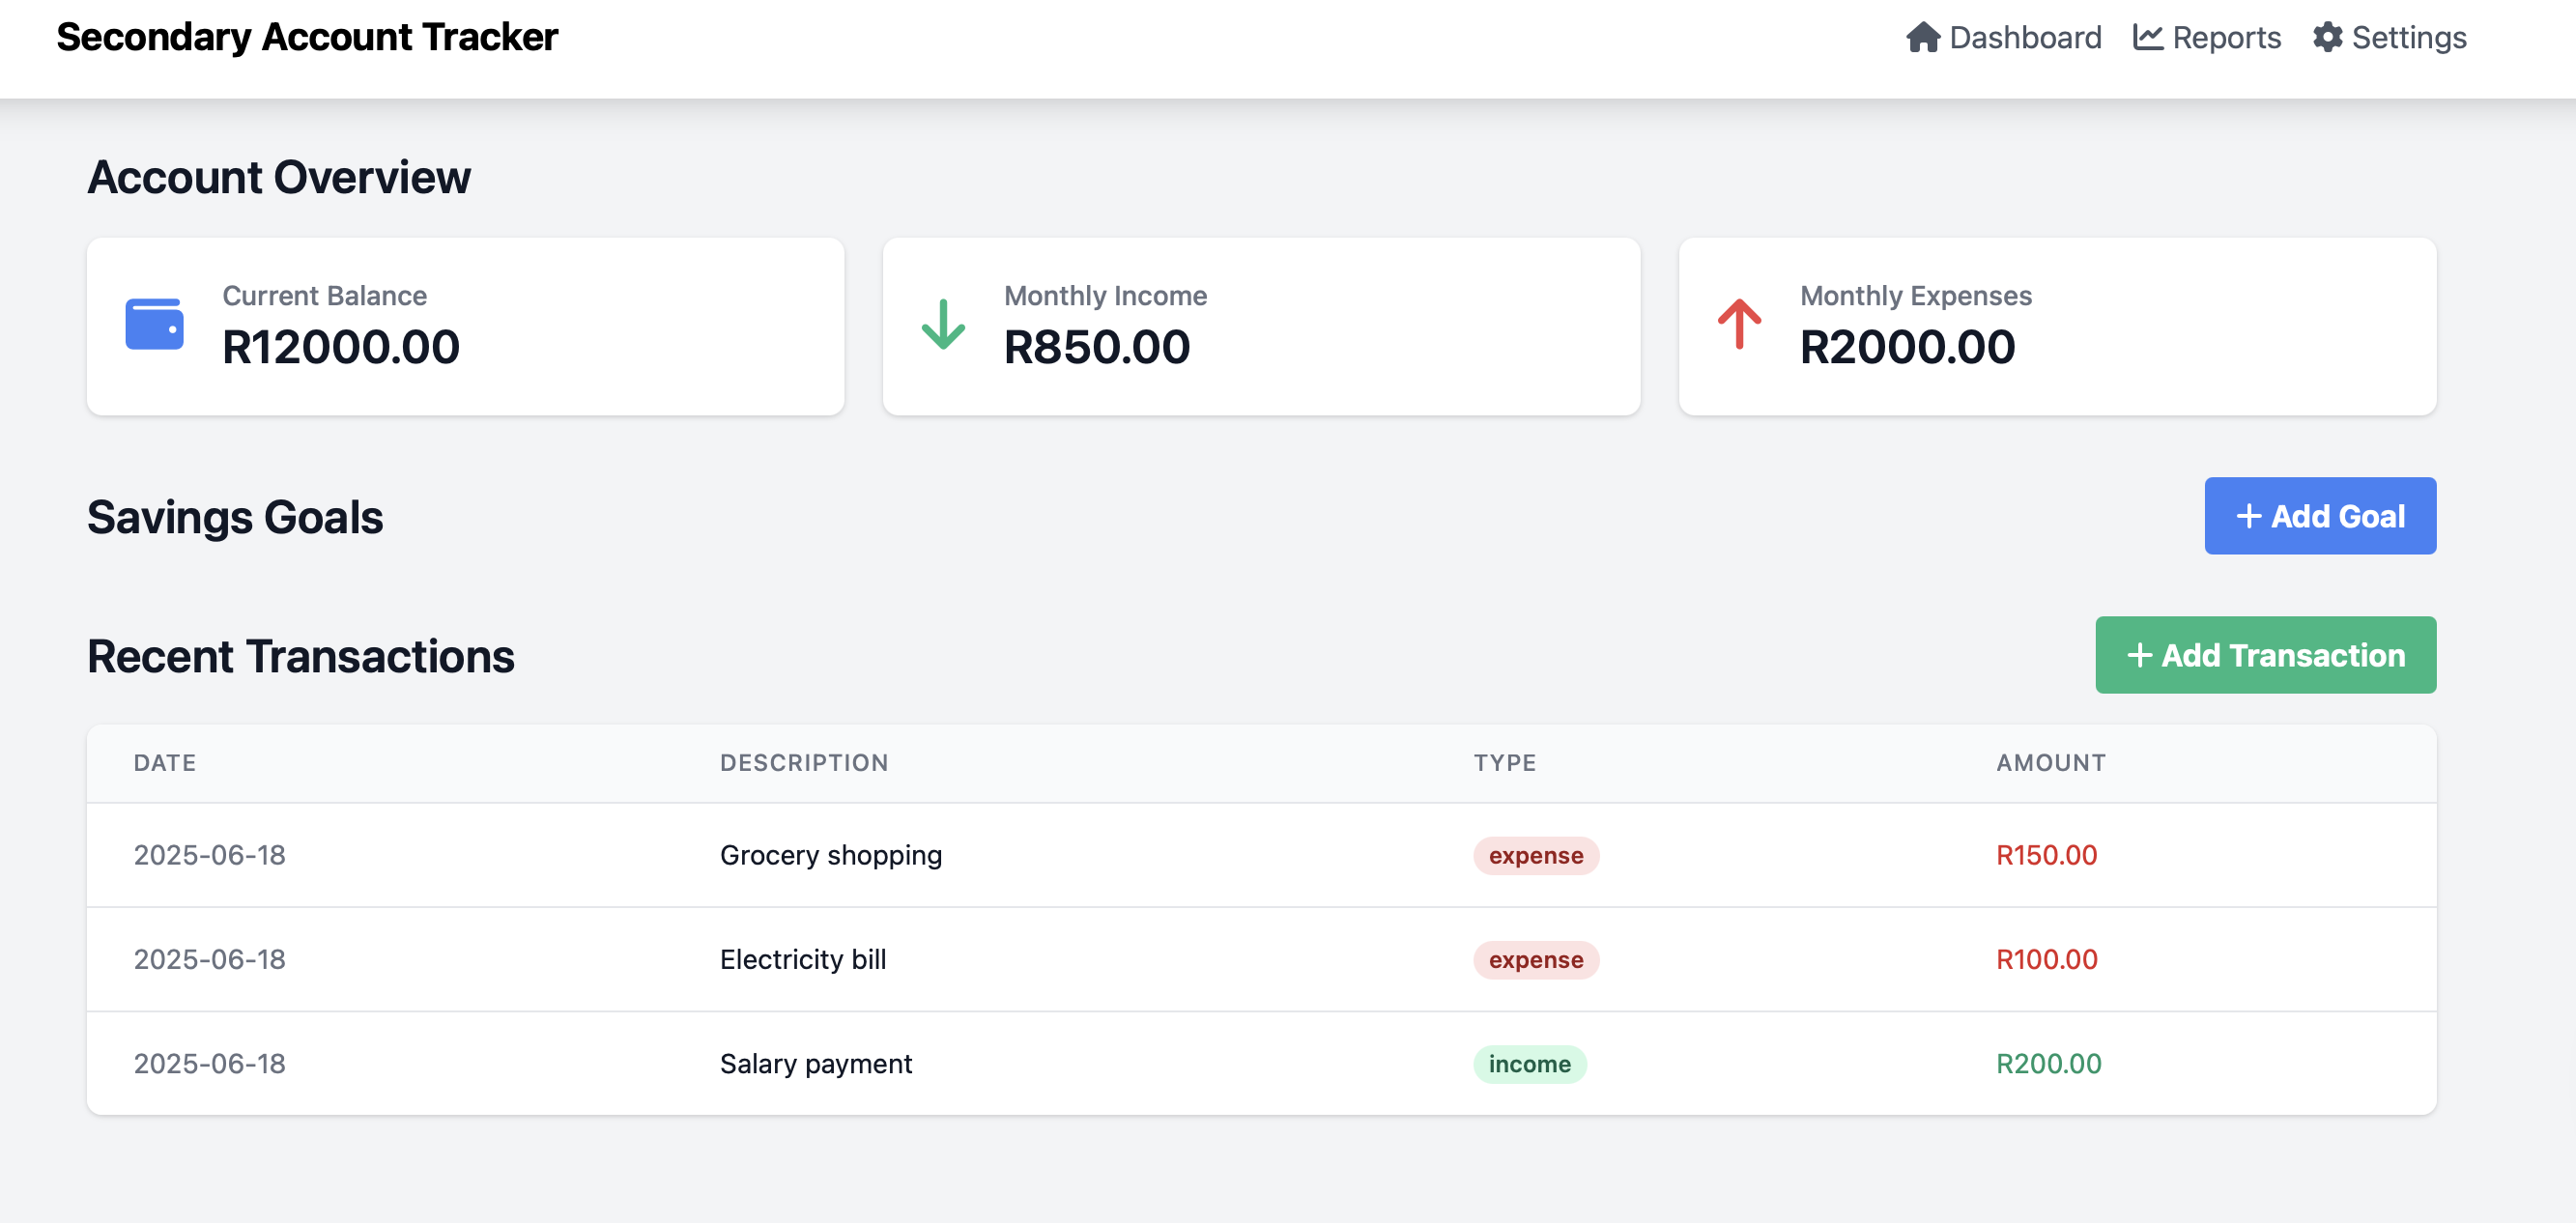 Secondary Account Tracker
Dashboard Reports Settings
Account Overview
Current Balance
R12000.00
Monthly Income
R850.00
Monthly Expenses
R2000.00
Savings Goals
+ Add Goal
Recent Transactions
+ Add Transaction
DATE DESCRIPTION TYPE AMOUNT
2025-06-18 Grocery shopping expense R150.00
2025-06-18 Electricity bill expense R100.00
2025-06-18 Salary payment income R200.00